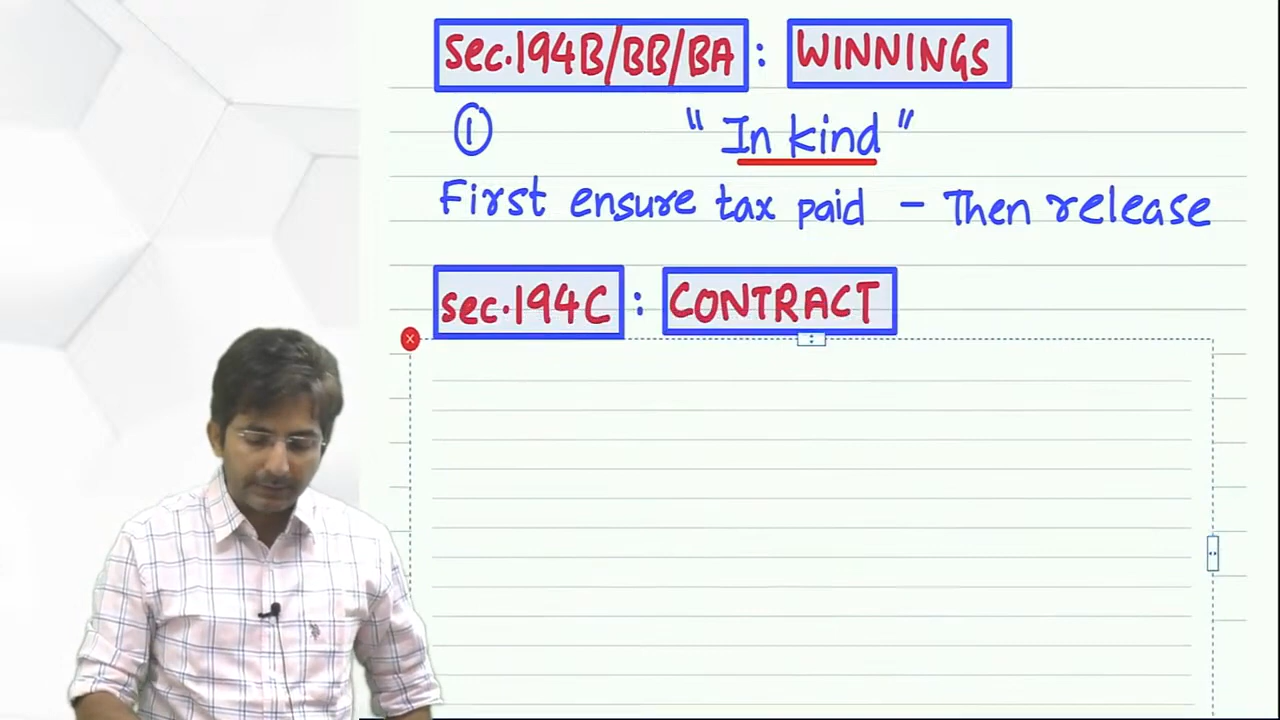 sec.194B/BB/BA : WINNINGS
① "In kind"
First ensure tax paid - Then release
sec.194C : CONTRACT